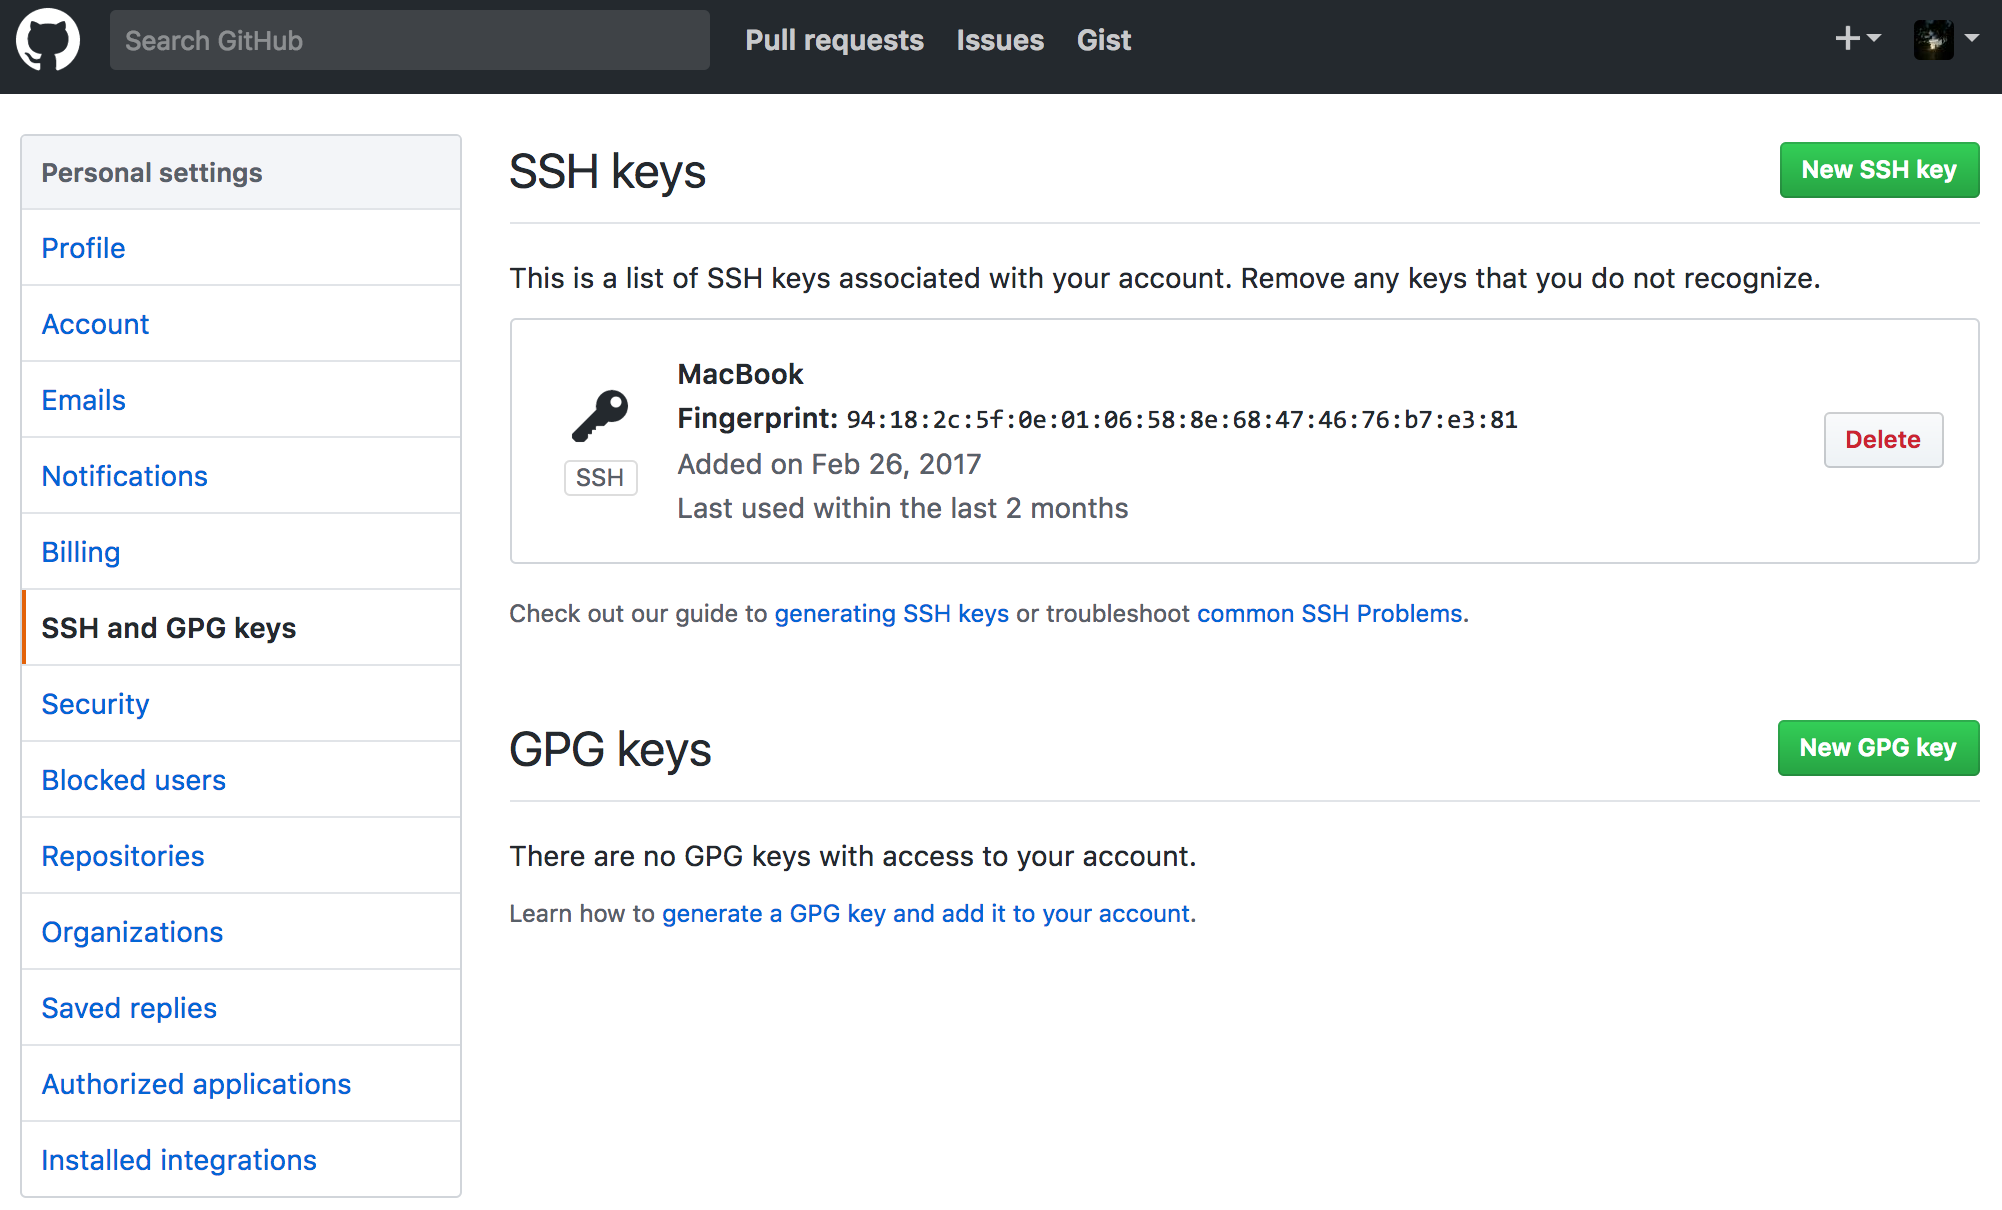 Search GitHub
Pull requests
Issues
Gist
Personal settings
Profile
Account
Emails
Notifications
Billing
SSH and GPG keys
Security
Blocked users
Repositories
Organizations
Saved replies
Authorized applications
Installed integrations
SSH keys
New SSH key
This is a list of SSH keys associated with your account. Remove any keys that you do not recognize.
SSH
MacBook
Fingerprint: 94:18:2c:5f:0e:01:06:58:8e:68:47:46:76:b7:e3:81
Added on Feb 26, 2017
Last used within the last 2 months
Delete
Check out our guide to generating SSH keys or troubleshoot common SSH Problems.
GPG keys
New GPG key
There are no GPG keys with access to your account.
Learn how to generate a GPG key and add it to your account.